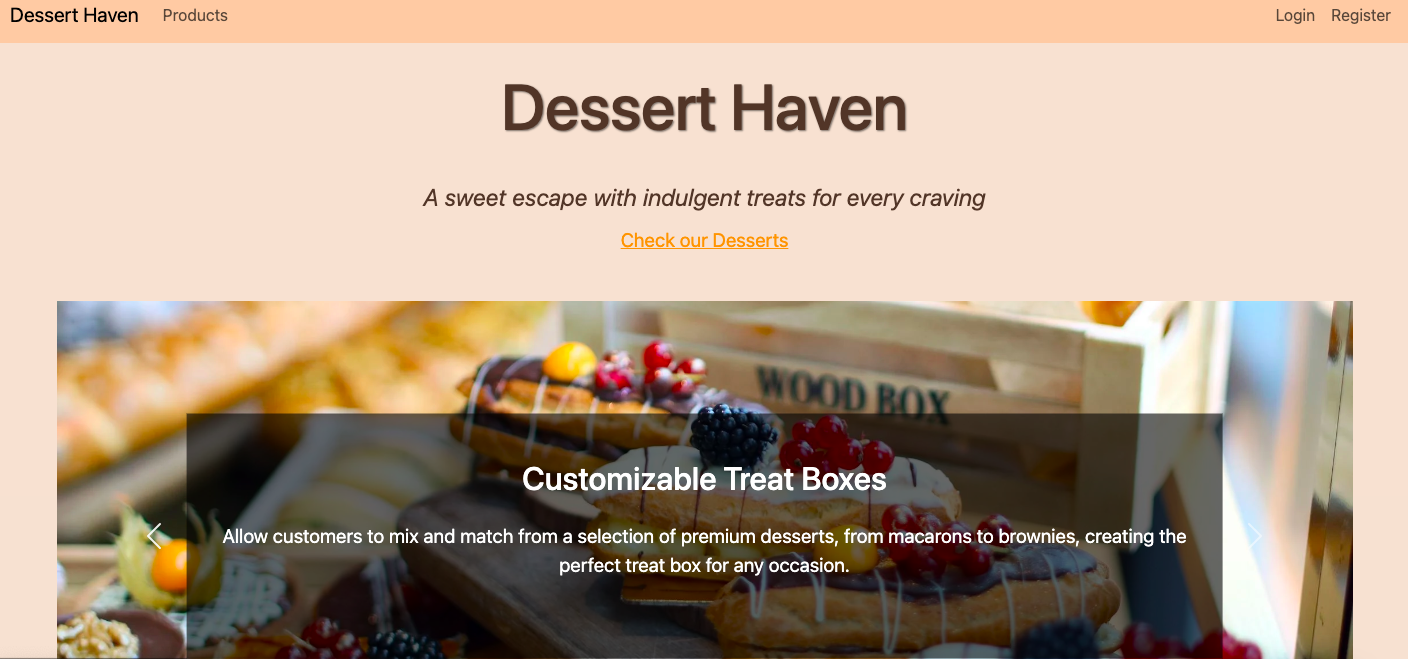 Dessert Haven Products Login Register
Dessert Haven
A sweet escape with indulgent treats for every craving
Check our Desserts
WOOD BOX
Customizable Treat Boxes
Allow customers to mix and match from a selection of premium desserts, from macarons to brownies, creating the
perfect treat box for any occasion.